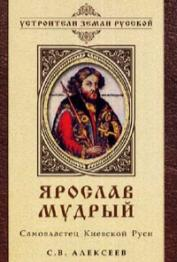 УСТРОИТЕЛИ ЗЕМЛИ РУССКОЙ
ЯРОСЛАВ
МУДРЫЙ
Самовластец Киевской Руси
С.В. АЛЕКСЕЕВ